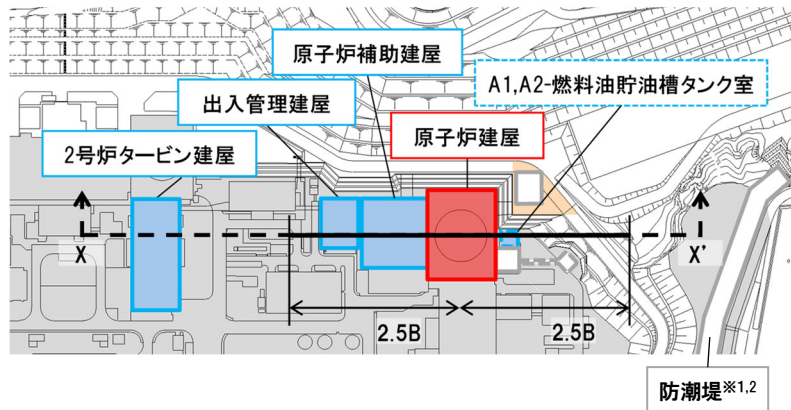 原子炉補助建屋
A1,A2-燃料油貯油槽タンク室
出入管理建屋
原子炉建屋
2号炉タービン建屋
X
X'
2.5B
2.5B
防潮堤※1,2